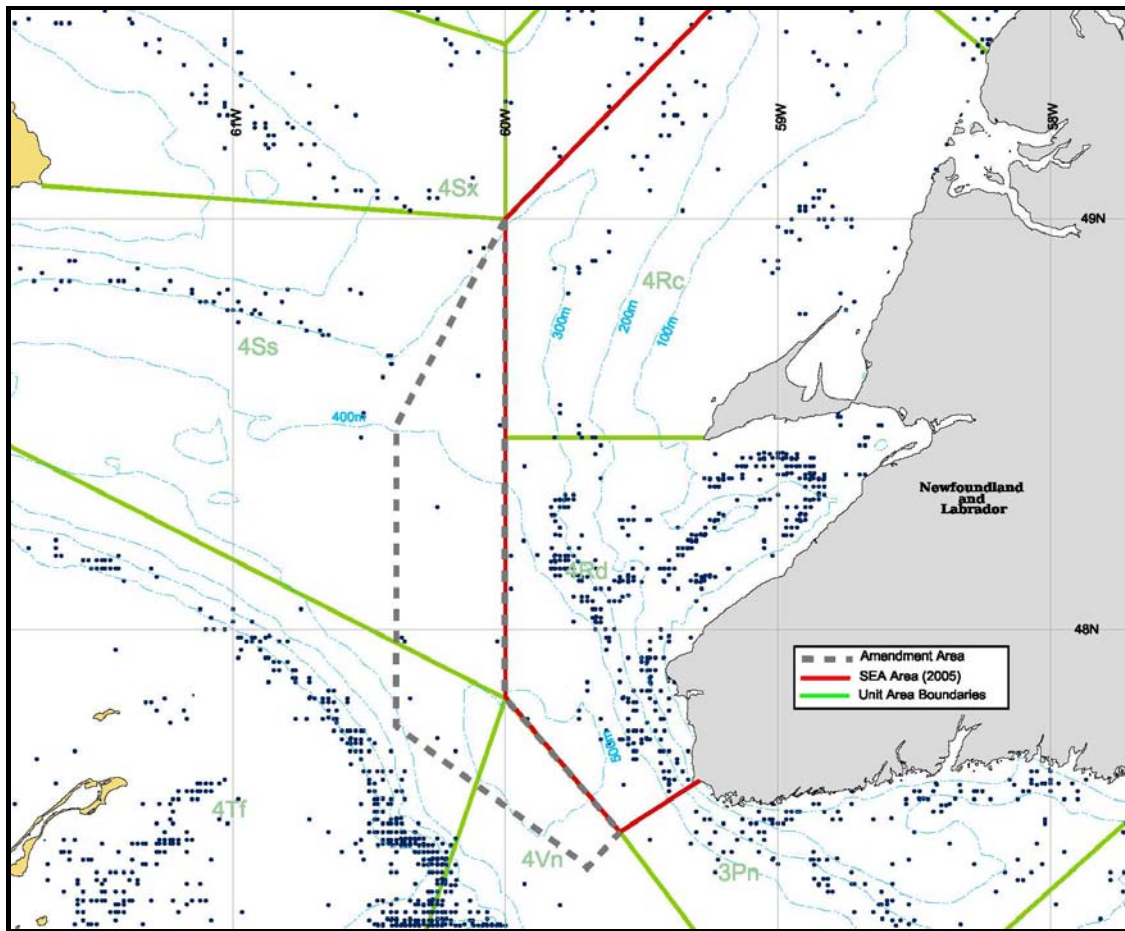 61W
60W
59W
58W
4Sx
49N
4Rc
300m
200m
100m
4Ss
400m
Newfoundland
and
Labrador
4Rd
48N
Amendment Area
SEA Area (2005)
Unit Area Boundaries
500m
4Tf
4Vn
3Pn